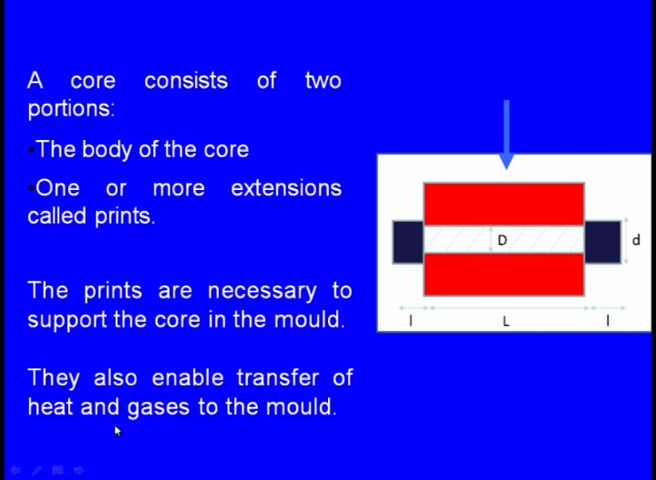 A core consists of two
portions:
•The body of the core
•One or more extensions
called prints.
The prints are necessary to
support the core in the mould.
They also enable transfer of
heat and gases to the mould.
D
d
l
L
l